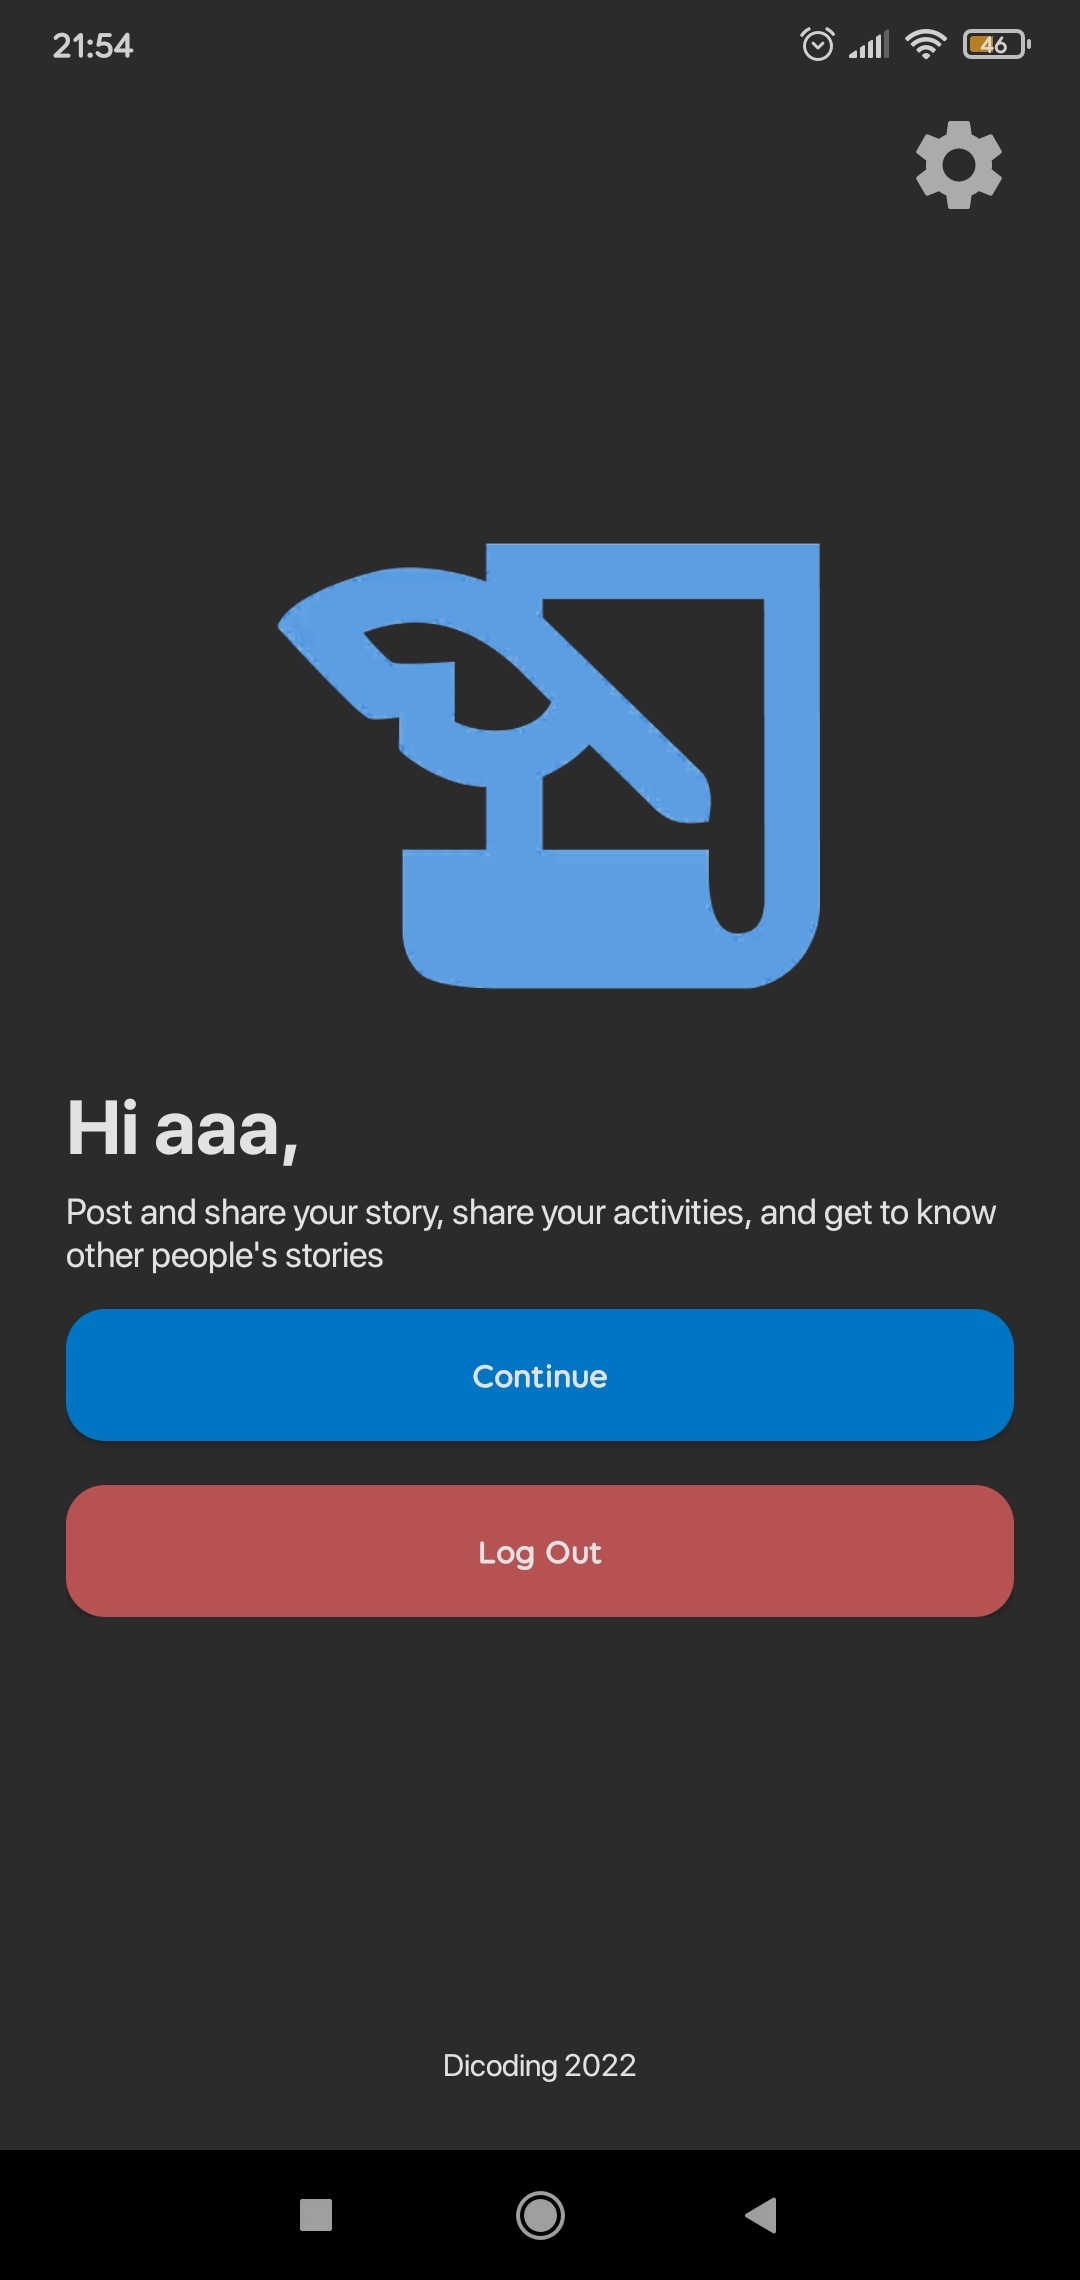 21:54
46
Hi aaa,
Post and share your story, share your activities, and get to know
other people's stories
Continue
Log Out
Dicoding 2022